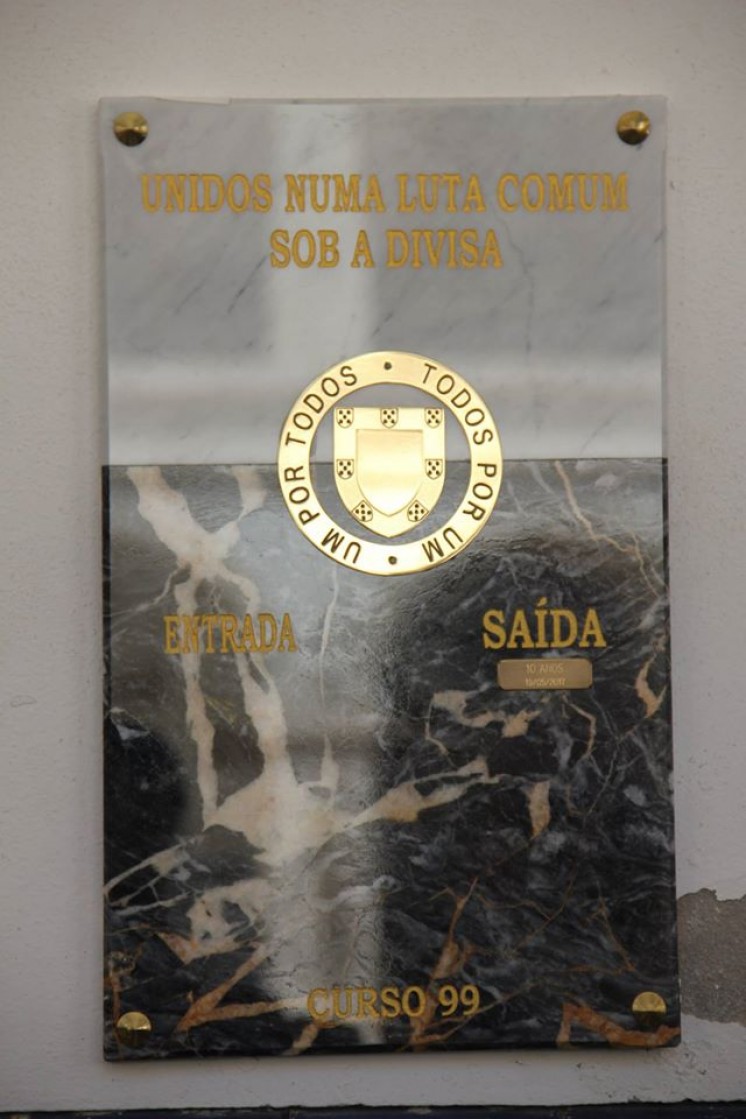 UNIDOS NUMA LUTA COMUM
SOB A DIVISA
UM POR TODOS • TODOS POR UM •
ENTRADA
SAÍDA
10 ANOS
CURSO 99